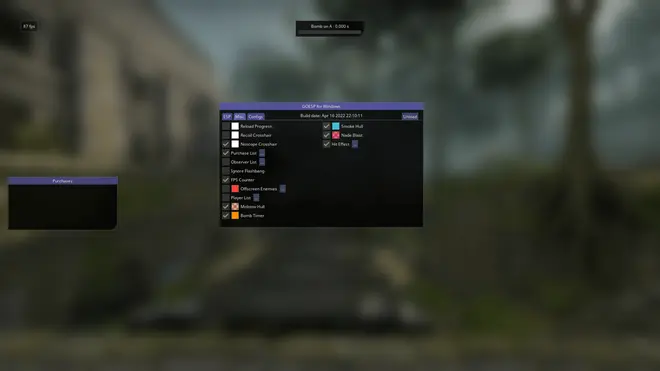 87 fps
Bomb on A : 0.000 s
GOESP for Windows
ESP Misc Configs
Build date: Apr 16 2022 22:10:11
Unload
Reload Progress
Recoil Crosshair
Noscope Crosshair
Purchase List ...
Observer List ...
Ignore Flashbang
FPS Counter
Offscreen Enemies ...
Player List ...
Molotov Hull
Bomb Timer
Smoke Hull
Nade Blast
Hit Effect ...
Purchases